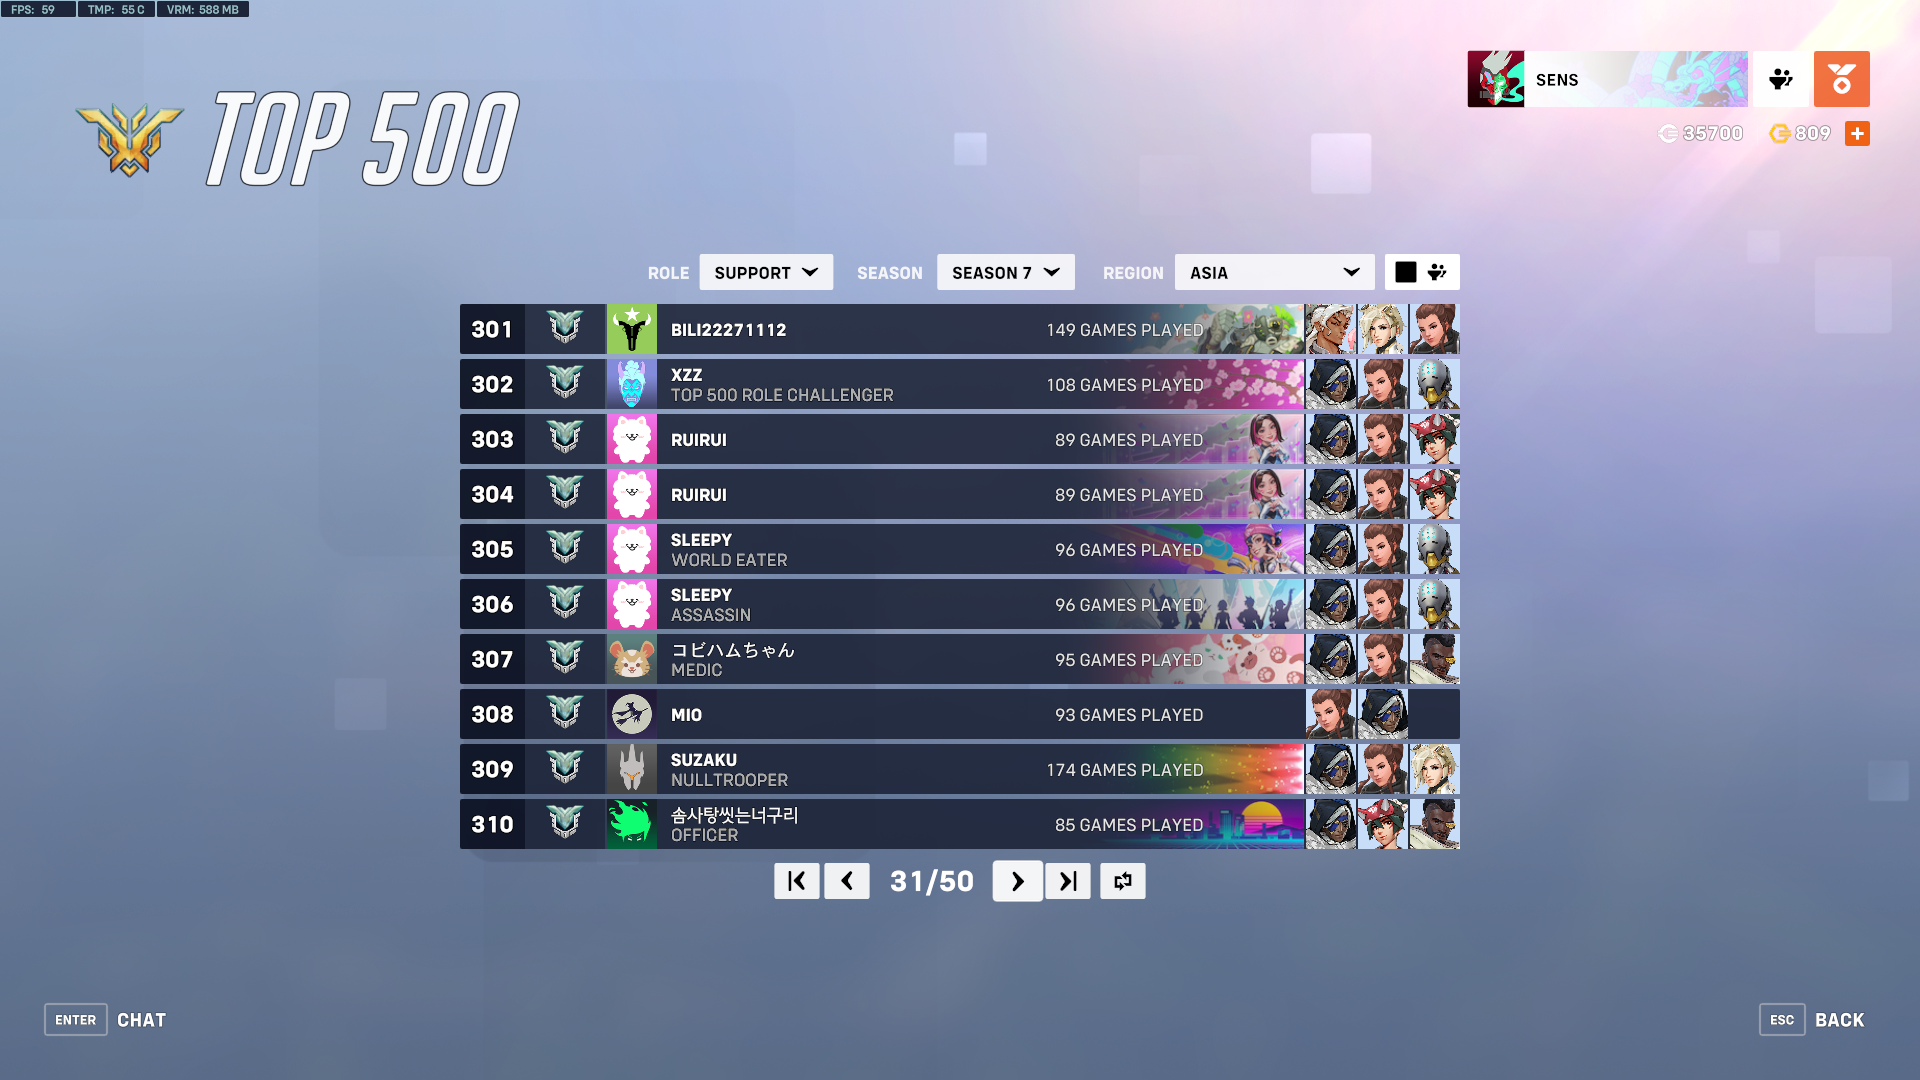 FPS: 59 TMP: 55 C VRM: 588 MB
TOP 500
SENS
35700 809
ROLE SUPPORT SEASON SEASON 7 REGION ASIA
301 BILI22271112 149 GAMES PLAYED
302 XZZ 108 GAMES PLAYED
TOP 500 ROLE CHALLENGER
303 RUIRUI 89 GAMES PLAYED
304 RUIRUI 89 GAMES PLAYED
305 SLEEPY 96 GAMES PLAYED
WORLD EATER
306 SLEEPY 96 GAMES PLAYED
ASSASSIN
307 コビハムちゃん 95 GAMES PLAYED
MEDIC
308 MIO 93 GAMES PLAYED
309 SUZAKU 174 GAMES PLAYED
NULLTROOPER
310 솜사탕씻는너구리 85 GAMES PLAYED
OFFICER
31/50
ENTER CHAT
ESC BACK